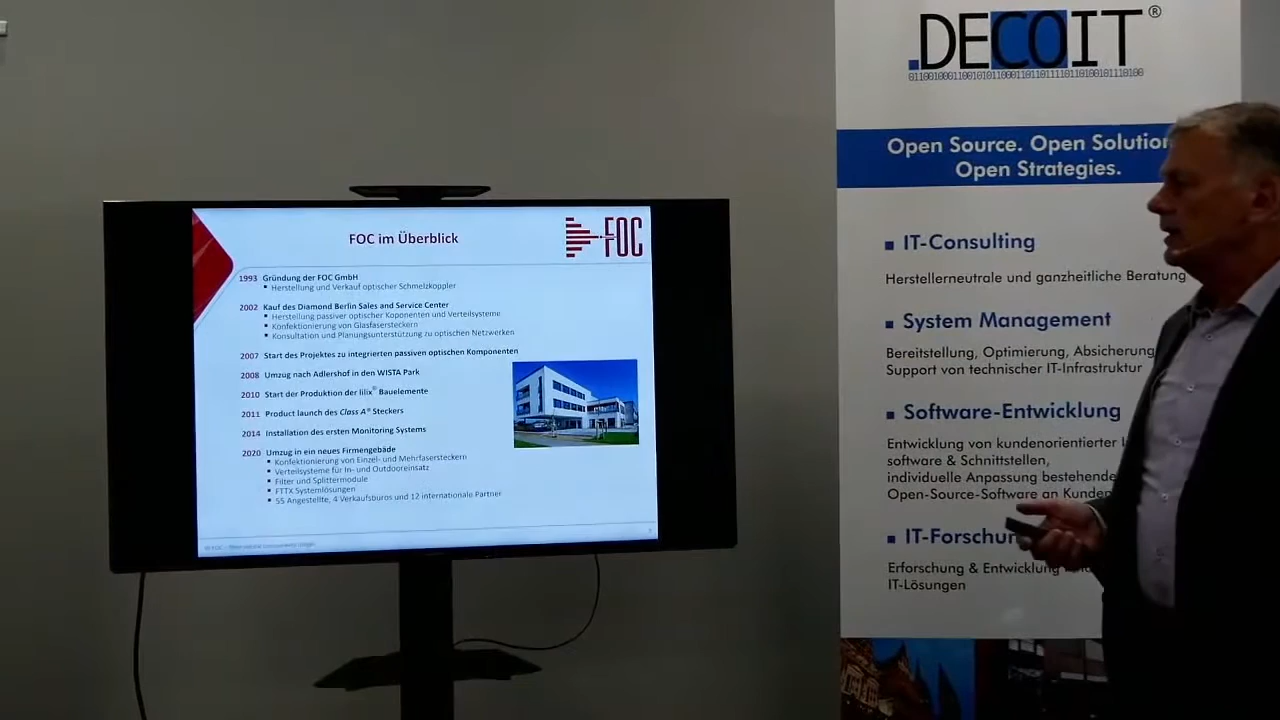 FOC im Überblick
FOC
1993 Gründung der FOC GmbH
▪ Herstellung und Verkauf optischer Schmelzkoppler
2002 Kauf des Diamond Berlin Sales and Service Center
▪ Herstellung passiver optischer Koponenten und Verteilsysteme
▪ Konfektionierung von Glasfasersteckern
▪ Konsultation und Planungsunterstützung zu optischen Netzwerken
2007 Start des Projektes zu integrierten passiven optischen Komponenten
2008 Umzug nach Adlershof in den WISTA Park
2010 Start der Produktion der lilix® Bauelemente
2011 Product launch des Class A® Steckers
2014 Installation des ersten Monitoring Systems
2020 Umzug in ein neues Firmengebäude
▪ Konfektionierung von Einzel- und Mehrfasersteckern
▪ Verteilsysteme für In- und Outdooreinsatz
▪ Filter und Splittermodule
▪ FTTX Systemlösungen
▪ 55 Angestellte, 4 Verkaufsbüros und 12 internationale Partner
.DECOIT®
Open Source. Open Solution
Open Strategies.
▪ IT-Consulting
Herstellerneutrale und ganzheitliche Beratung
▪ System Management
Bereitstellung, Optimierung, Absicherung
Support von technischer IT-Infrastruktur
▪ Software-Entwicklung
Entwicklung von kundenorientierter
software & Schnittstellen,
individuelle Anpassung bestehende
Open-Source-Software an Kunden
▪ IT-Forschun
Erforschung & Entwicklung
IT-Lösungen